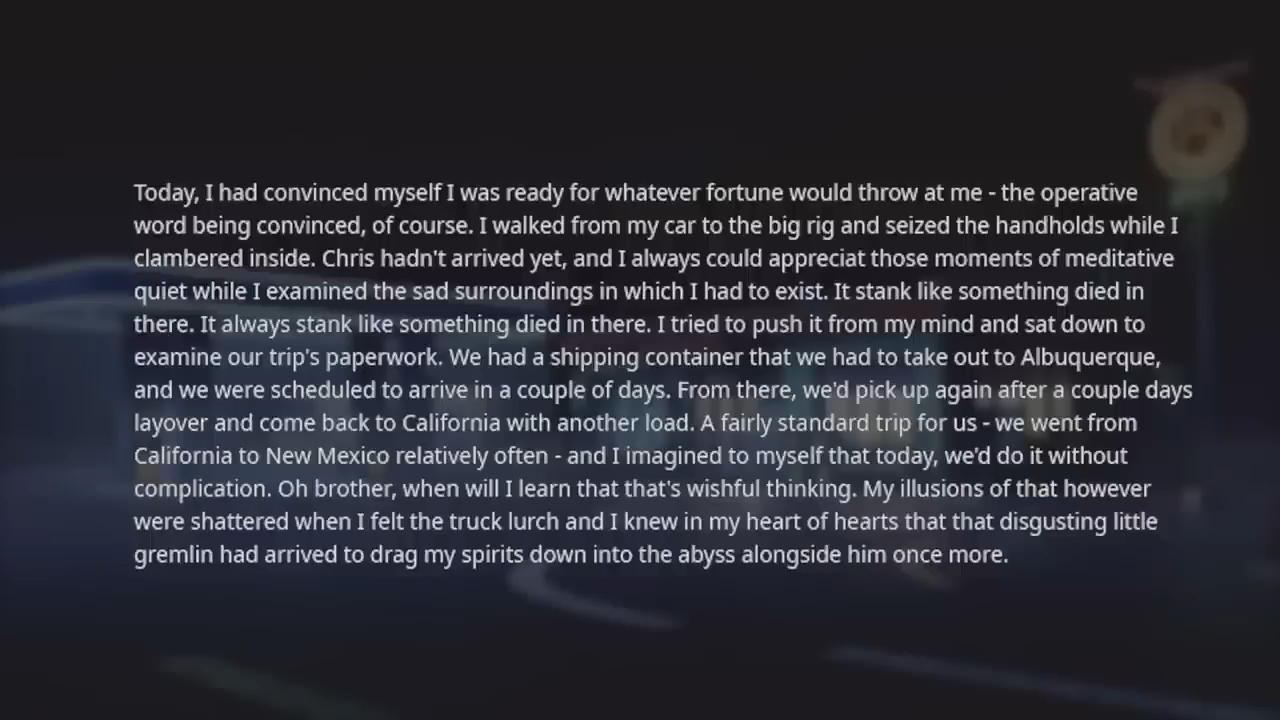 Today, I had convinced myself I was ready for whatever fortune would throw at me - the operative
word being convinced, of course. I walked from my car to the big rig and seized the handholds while I
clambered inside. Chris hadn't arrived yet, and I always could appreciat those moments of meditative
quiet while I examined the sad surroundings in which I had to exist. It stank like something died in
there. It always stank like something died in there. I tried to push it from my mind and sat down to
examine our trip's paperwork. We had a shipping container that we had to take out to Albuquerque,
and we were scheduled to arrive in a couple of days. From there, we'd pick up again after a couple days
layover and come back to California with another load. A fairly standard trip for us - we went from
California to New Mexico relatively often - and I imagined to myself that today, we'd do it without
complication. Oh brother, when will I learn that that's wishful thinking. My illusions of that however
were shattered when I felt the truck lurch and I knew in my heart of hearts that that disgusting little
gremlin had arrived to drag my spirits down into the abyss alongside him once more.